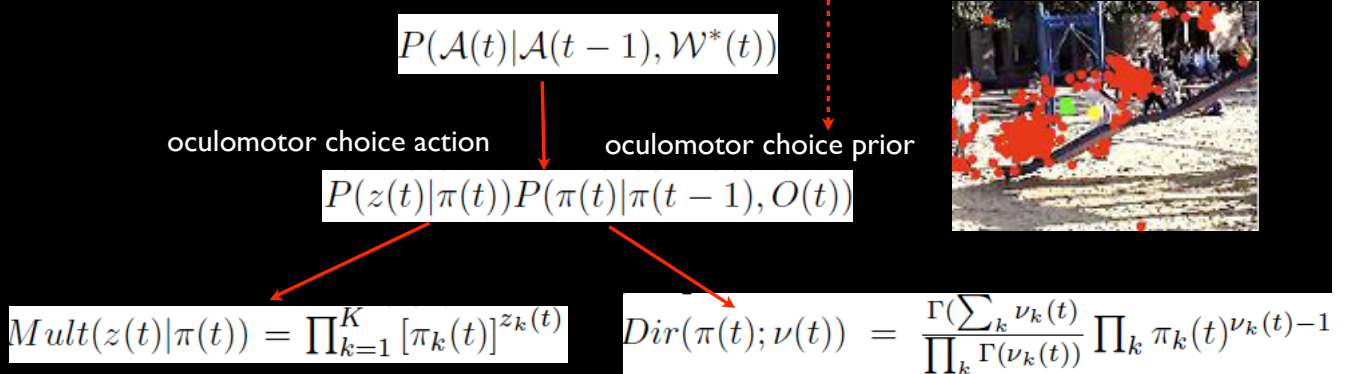 P(𝒜(t)|𝒜(t − 1), 𝒲*(t))
oculomotor choice action
oculomotor choice prior
P(z(t)|π(t))P(π(t)|π(t − 1), O(t))
Mult(z(t)|π(t)) = ∏_{k=1}^{K} [π_k(t)]^{z_k(t)}
Dir(π(t); ν(t)) = \frac{Γ(∑_k ν_k(t)}{∏_k Γ(ν_k(t))} ∏_k π_k(t)^{ν_k(t)−1}